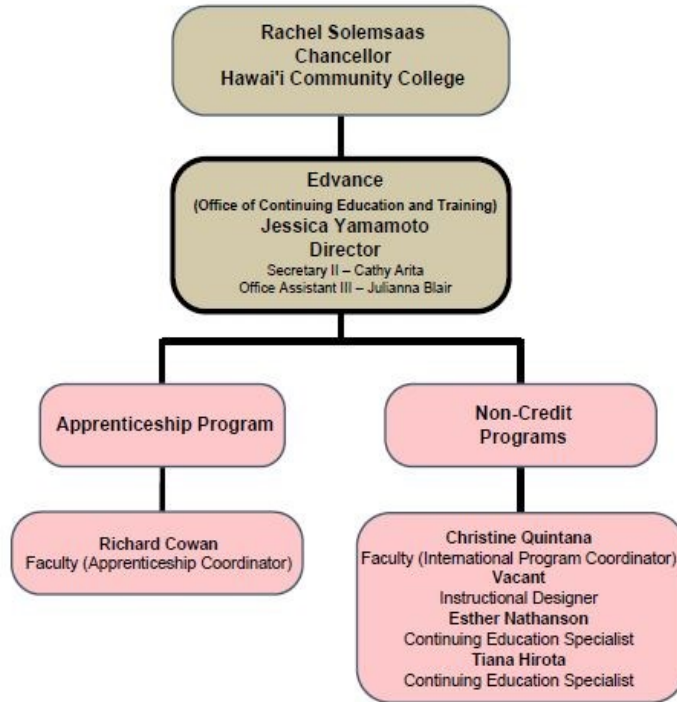 Rachel Solemsaas
Chancellor
Hawai'i Community College
Edvance
(Office of Continuing Education and Training)
Jessica Yamamoto
Director
Secretary II – Cathy Arita
Office Assistant III – Julianna Blair
Apprenticeship Program
Non-Credit
Programs
Richard Cowan
Faculty (Apprenticeship Coordinator)
Christine Quintana
Faculty (International Program Coordinator)
Vacant
Instructional Designer
Esther Nathanson
Continuing Education Specialist
Tiana Hirota
Continuing Education Specialist